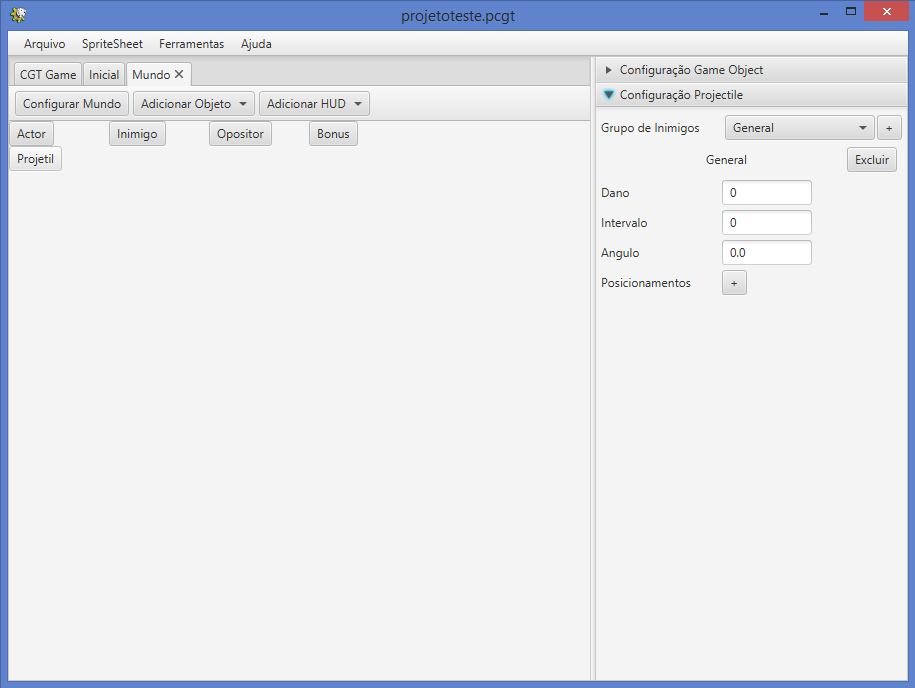 projetoteste.pcgt
Arquivo SpriteSheet Ferramentas Ajuda
CGT Game Inicial Mundo
Configurar Mundo Adicionar Objeto Adicionar HUD
Actor Inimigo Opositor Bonus
Projetil
Configuração Game Object
Configuração Projectile
Grupo de Inimigos General +
General Excluir
Dano 0
Intervalo 0
Angulo 0.0
Posicionamentos +